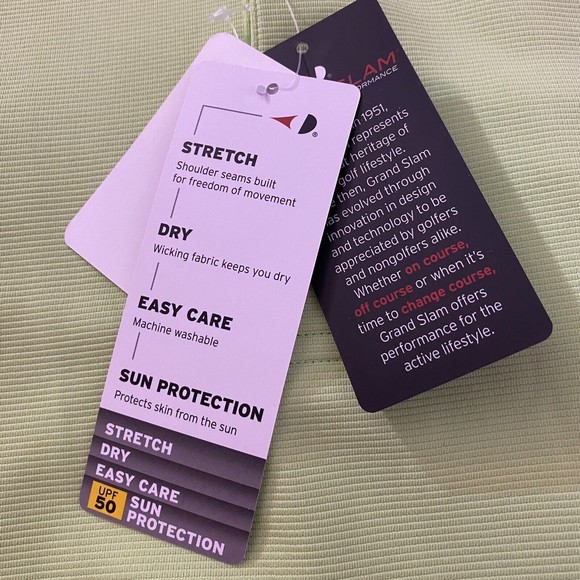 ®
STRETCH
Shoulder seams built
for freedom of movement
DRY
Wicking fabric keeps you dry
EASY CARE
Machine washable
SUN PROTECTION
Protects skin from the sun
STRETCH
DRY
EASY CARE
UPF
50
SUN
PROTECTION
1951,
represents
heritage of
golf lifestyle.
then, Grand Slam
as evolved through
innovation in design
and technology to be
appreciated by golfers
and nongolfers alike.
Whether on course,
off course or when it's
time to change course,
Grand Slam offers
performance for the
active lifestyle.